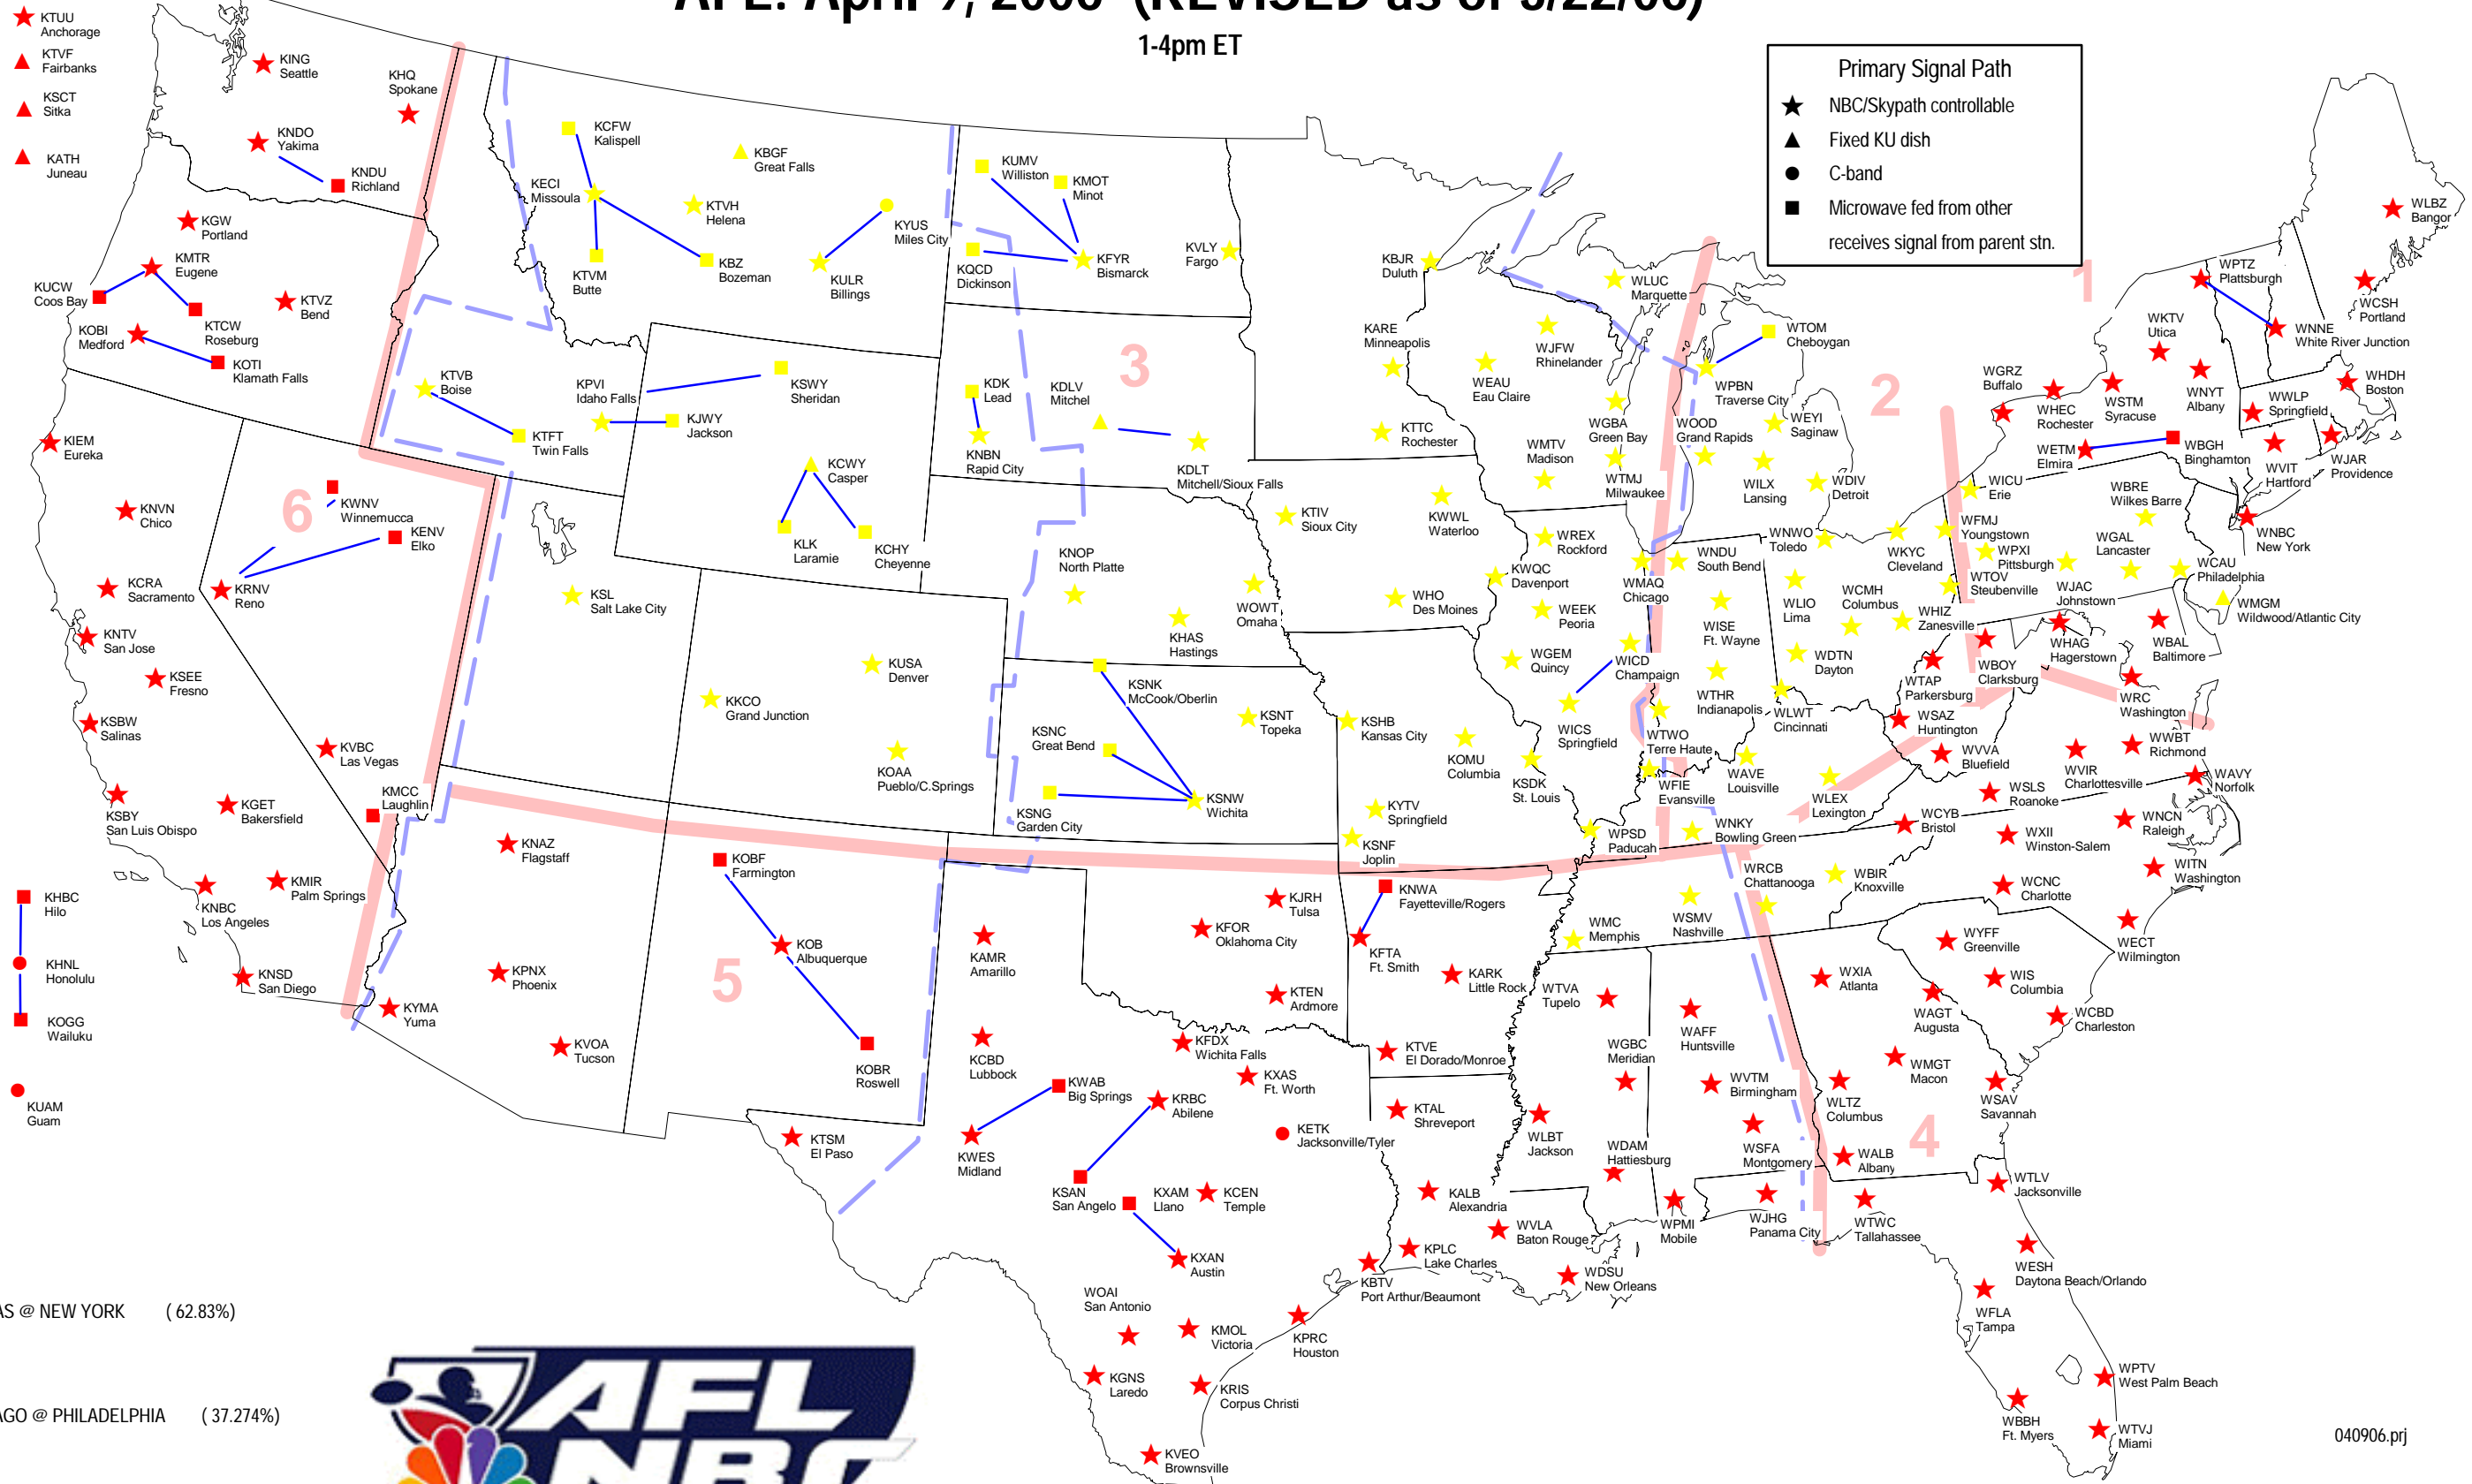 1-4pm ET
Primary Signal Path
NBC/Skypath controllable
Fixed KU dish
C-band
Microwave fed from other
receives signal from parent stn.
KTUU
Anchorage
KTVF
Fairbanks
KSCT
Sitka
KATH
Juneau
KING
Seattle
KHQ
Spokane
KNDO
Yakima
KNDU
Richland
KGW
Portland
KMTR
Eugene
KUCW
Coos Bay
KTCW
Roseburg
KTVZ
Bend
KOBI
Medford
KOTI
Klamath Falls
KIEM
Eureka
KNVN
Chico
KCRA
Sacramento
KNTV
San Jose
KSEE
Fresno
KSBW
Salinas
KSBY
San Luis Obispo
KGET
Bakersfield
KNBC
Los Angeles
KMIR
Palm Springs
KNSD
San Diego
6
KWNV
Winnemucca
KENV
Elko
KRNV
Reno
KVBC
Las Vegas
KMCC
Laughlin
KHBC
Hilo
KHNL
Honolulu
KOGG
Wailuku
KUAM
Guam
KCFW
Kalispell
KECI
Missoula
KBGF
Great Falls
KTVH
Helena
KTVM
Butte
KBZ
Bozeman
KYUS
Miles City
KULR
Billings
KTVB
Boise
KTFT
Twin Falls
KPVI
Idaho Falls
KJWY
Jackson
KSWY
Sheridan
KCWY
Casper
KLK
Laramie
KCHY
Cheyenne
KSL
Salt Lake City
KUSA
Denver
KKCO
Grand Junction
KOAA
Pueblo/C.Springs
KUMV
Williston
KMOT
Minot
KQCD
Dickinson
KFYR
Bismarck
KVLY
Fargo
3
KDK
Lead
KDLV
Mitchel
KNBN
Rapid City
KDLT
Mitchell/Sioux Falls
KNOP
North Platte
KHAS
Hastings
WOWT
Omaha
KSNK
McCook/Oberlin
KSNC
Great Bend
KSNG
Garden City
KSNW
Wichita
KSNT
Topeka
KBJR
Duluth
KARE
Minneapolis
KTTC
Rochester
KTIV
Sioux City
KWWL
Waterloo
WHO
Des Moines
KWQC
Davenport
KSHB
Kansas City
KOMU
Columbia
KYTV
Springfield
KSNF
Joplin
KSDK
St. Louis
WLUC
Marquette
WJFW
Rhinelander
WEAU
Eau Claire
WGBA
Green Bay
WMTV
Madison
WTMJ
Milwaukee
WREX
Rockford
WMAQ
Chicago
WEEK
Peoria
WGEM
Quincy
WICD
Champaign
WICS
Springfield
WPSD
Paducah
WTOM
Cheboygan
WPBN
Traverse City
WEYI
Saginaw
WOOD
Grand Rapids
WILX
Lansing
WDIV
Detroit
2
WNDU
South Bend
WISE
Ft. Wayne
WTHR
Indianapolis
WTWO
Terre Haute
WFIE
Evansville
WNWO
Toledo
WLIO
Lima
WCMH
Columbus
WDTN
Dayton
WLWT
Cincinnati
WKYC
Cleveland
WHIZ
Zanesville
WFMJ
Youngstown
WTOV
Steubenville
WAVE
Louisville
WLEX
Lexington
WNKY
Bowling Green
WICU
Erie
WPXI
Pittsburgh
WJAC
Johnstown
WGAL
Lancaster
WBRE
Wilkes Barre
WCAU
Philadelphia
WMGM
Wildwood/Atlantic City
1
WLBZ
Bangor
WCSH
Portland
WPTZ
Plattsburgh
WNNE
White River Junction
WKTV
Utica
WNYT
Albany
WGRZ
Buffalo
WHEC
Rochester
WSTM
Syracuse
WETM
Elmira
WBGH
Binghamton
WHDH
Boston
WWLP
Springfield
WVIT
Hartford
WJAR
Providence
WNBC
New York
WBAL
Baltimore
WHAG
Hagerstown
WBOY
Clarksburg
WTAP
Parkersburg
WSAZ
Huntington
WVVA
Bluefield
WRC
Washington
WWBT
Richmond
WVIR
Charlottesville
WSLS
Roanoke
WAVY
Norfolk
WCYB
Bristol
WXII
Winston-Salem
WNCN
Raleigh
WITN
Washington
WCNC
Charlotte
WECT
Wilmington
WRCB
Chattanooga
WBIR
Knoxville
WSMV
Nashville
WMC
Memphis
WYFF
Greenville
WIS
Columbia
WCBD
Charleston
WXIA
Atlanta
WAGT
Augusta
WMGT
Macon
WSAV
Savannah
WLTZ
Columbus
WALB
Albany
4
WTLV
Jacksonville
WTWC
Tallahassee
WESH
Daytona Beach/Orlando
WFLA
Tampa
WPTV
West Palm Beach
WBBH
Ft. Myers
WTVJ
Miami
WTVA
Tupelo
WAFF
Huntsville
WGBC
Meridian
WVTM
Birmingham
WLBT
Jackson
WDAM
Hattiesburg
WSFA
Montgomery
WPMI
Mobile
WJHG
Panama City
KNWA
Fayetteville/Rogers
KFTA
Ft. Smith
KARK
Little Rock
KTVE
El Dorado/Monroe
KTAL
Shreveport
KALB
Alexandria
WVLA
Baton Rouge
KPLC
Lake Charles
WDSU
New Orleans
KJRH
Tulsa
KFOR
Oklahoma City
KTEN
Ardmore
KNAZ
Flagstaff
KPNX
Phoenix
KYMA
Yuma
KVOA
Tucson
KOBF
Farmington
KOB
Albuquerque
KOBR
Roswell
5
KAMR
Amarillo
KCBD
Lubbock
KFDX
Wichita Falls
KXAS
Ft. Worth
KWAB
Big Springs
KRBC
Abilene
KTSM
El Paso
KWES
Midland
KSAN
San Angelo
KXAM
Llano
KCEN
Temple
KETK
Jacksonville/Tyler
KXAN
Austin
KBTV
Port Arthur/Beaumont
WOAI
San Antonio
KMOL
Victoria
KPRC
Houston
KGNS
Laredo
KRIS
Corpus Christi
KVEO
Brownsville
@ NEW YORK ( 62.83%)
@ PHILADELPHIA ( 37.274%)
AFL
NBC
040906.prj